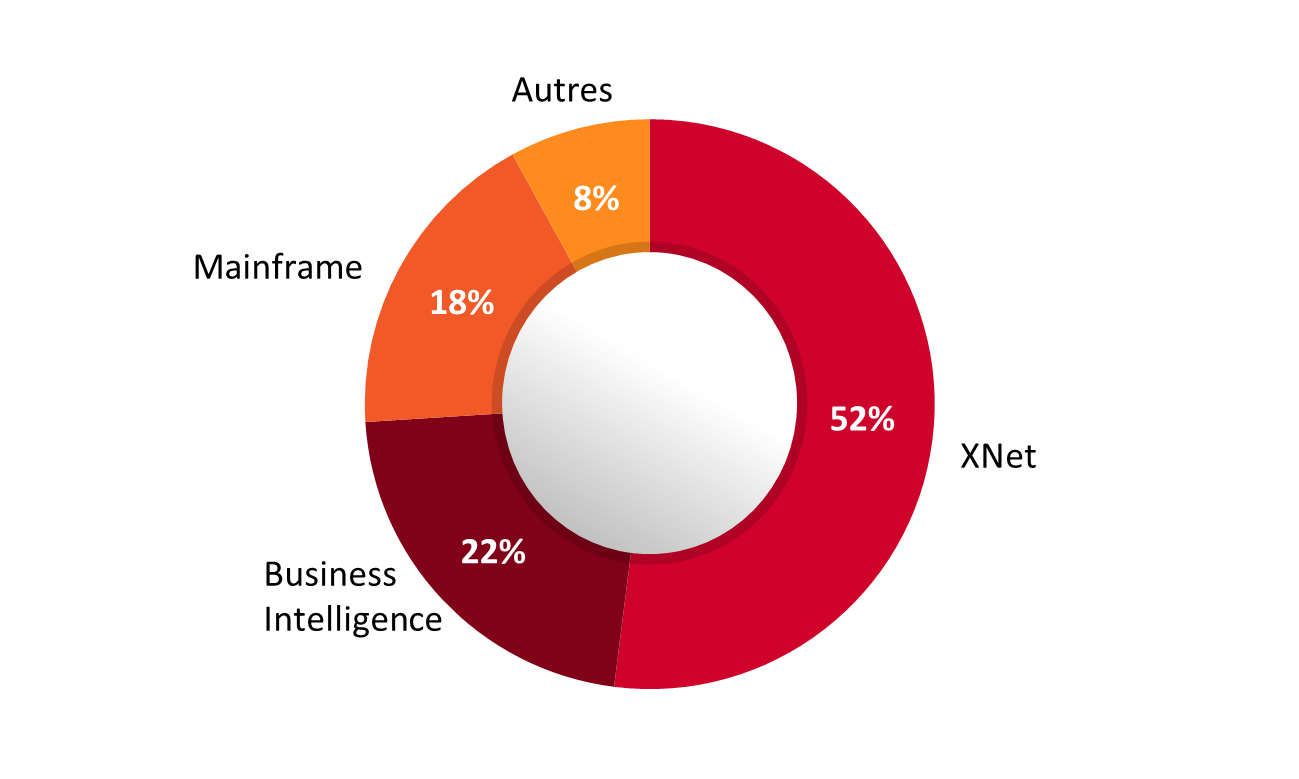 Autres
8%
Mainframe
18%
52%
XNet
22%
Business
Intelligence